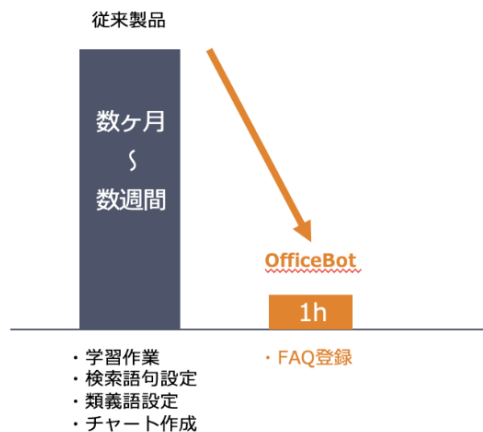 従来製品
数ヶ月
〜
数週間
OfficeBot
1h
・学習作業
・検索語句設定
・類義語設定
・チャート作成
・FAQ登録